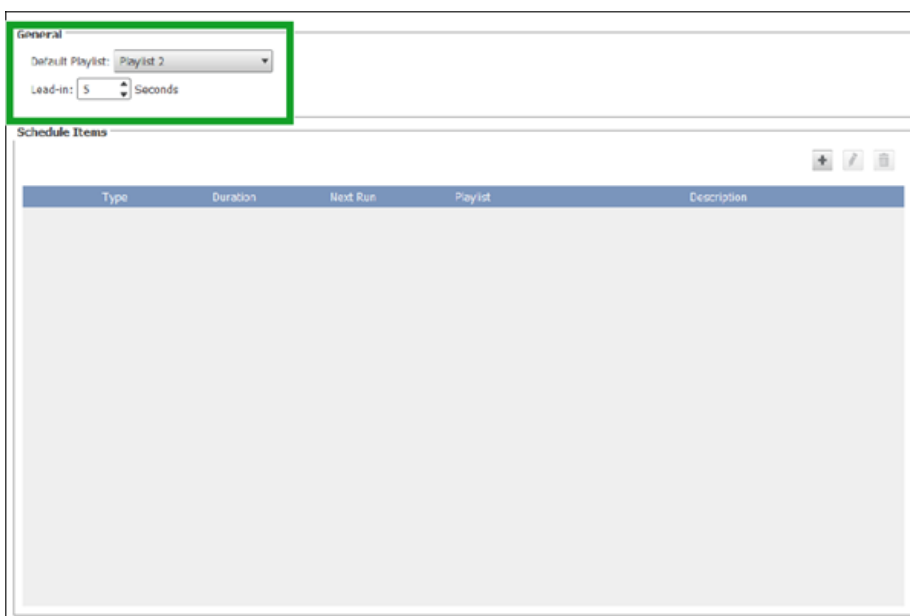 General
Default Playlist: Playlist 2
Lead-in: 5 Seconds
Schedule Items
Type Duration Next Run Playlist Description